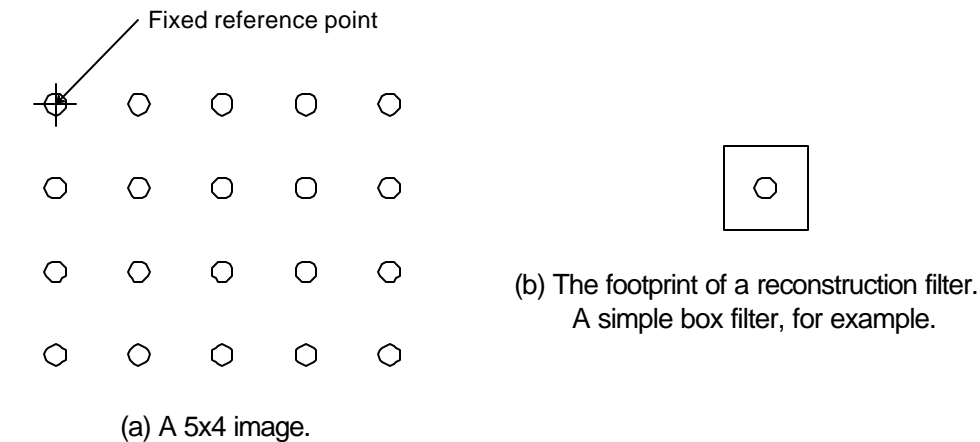 Fixed reference point
(b) The footprint of a reconstruction filter.
A simple box filter, for example.
(a) A 5x4 image.